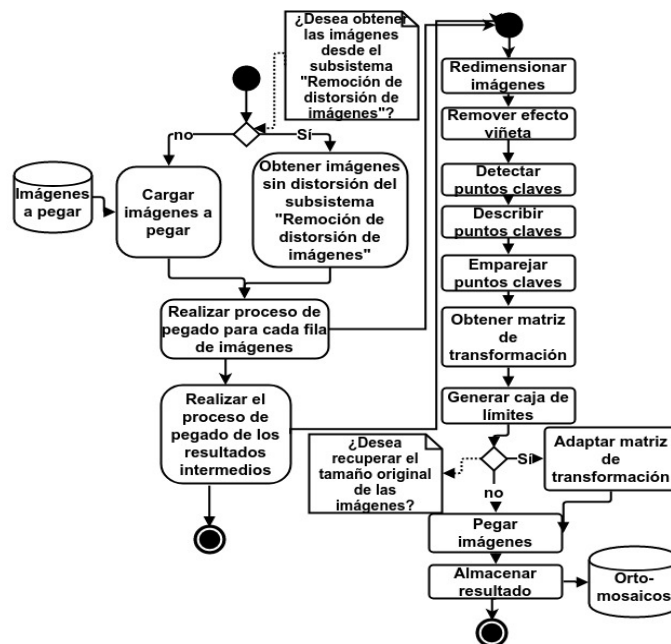 ¿Desea obtener
las imágenes
desde el
subsistema
"Remoción de
distorsión de
imágenes"?
no
Sí
Imágenes
a pegar
Cargar
imágenes a
pegar
Obtener imágenes
sin distorsión del
subsistema
"Remoción de
distorsión de
imágenes"
Realizar proceso de
pegado para cada fila
de imágenes
Realizar el
proceso de
pegado de los
resultados
intermedios
Redimensionar
imágenes
Remover efecto
viñeta
Detectar
puntos claves
Describir
puntos claves
Emparejar
puntos claves
Obtener matriz
de
transformación
Generar caja de
límites
¿Desea
recuperar el
tamaño original
de las
imágenes?
Sí
no
Adaptar matriz
de
transformación
Pegar
imágenes
Almacenar
resultado
Orto-
mosaicos